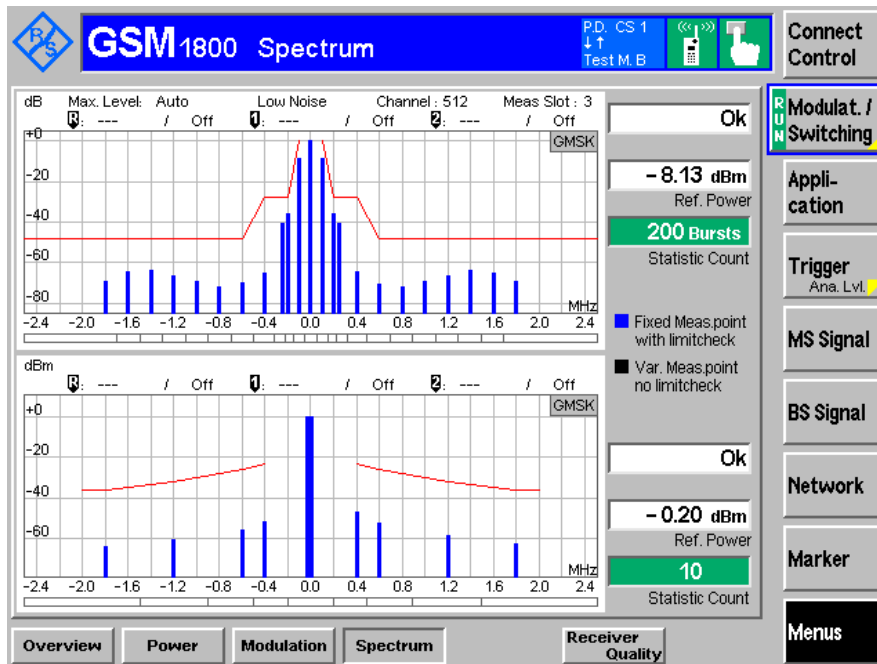 R/S
GSM 1800 Spectrum
P.D. CS 1
Test M. B
Connect Control
dB Max. Level: Auto Low Noise Channel : 512 Meas Slot : 3
R: --- / Off 1: --- / Off 2: --- / Off
GMSK
+0
-20
-40
-60
-80
MHz
-2.4 -2.0 -1.6 -1.2 -0.8 -0.4 0.0 0.4 0.8 1.2 1.6 2.0 2.4
Ok
-8.13 dBm
Ref. Power
200 Bursts
Statistic Count
Fixed Meas.point
with limitcheck
Var. Meas.point
no limitcheck
dBm
R: --- / Off 1: --- / Off 2: --- / Off
GMSK
+0
-20
-40
-60
MHz
-2.4 -2.0 -1.6 -1.2 -0.8 -0.4 0.0 0.4 0.8 1.2 1.6 2.0 2.4
Ok
-0.20 dBm
Ref. Power
10
Statistic Count
RUN
Modulat. /
Switching
Appli-
cation
Trigger
Ana. Lvl.
MS Signal
BS Signal
Network
Marker
Menus
Overview
Power
Modulation
Spectrum
Receiver
Quality